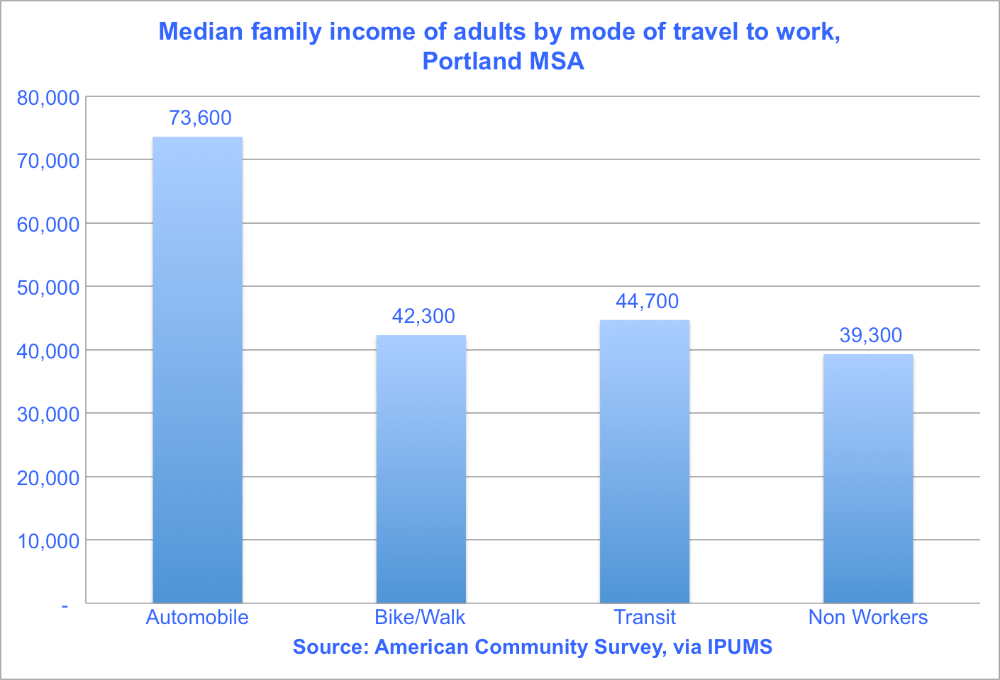 Median family income of adults by mode of travel to work,
Portland MSA
80,000
70,000
60,000
50,000
40,000
30,000
20,000
10,000
-
73,600
42,300
44,700
39,300
Automobile
Bike/Walk
Transit
Non Workers
Source: American Community Survey, via IPUMS